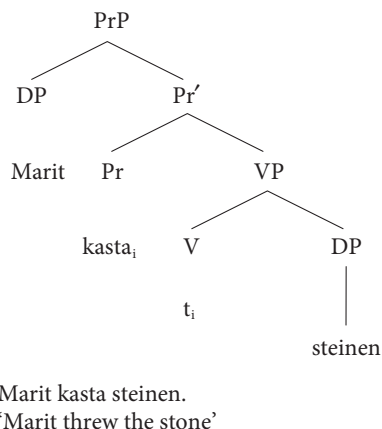 PrP
DP Pr′
Marit Pr VP
kastaᵢ V DP
tᵢ
steinen
Marit kasta steinen.
‘Marit threw the stone’